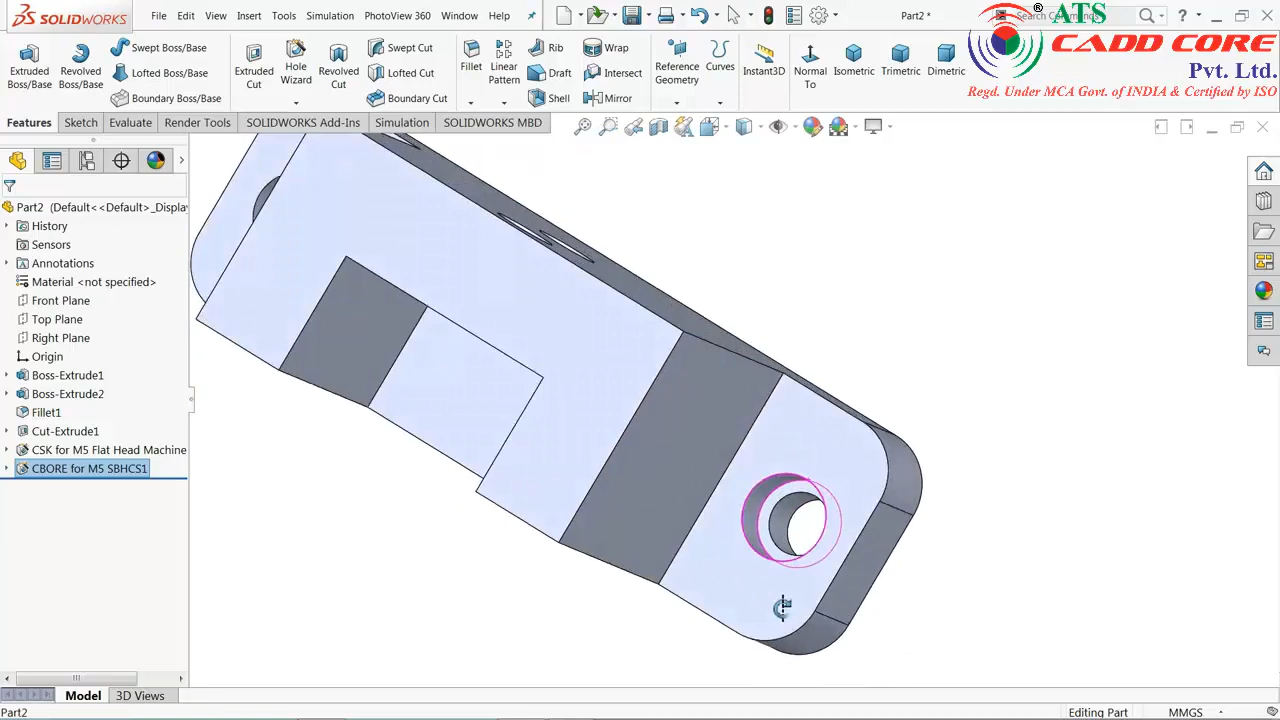 SOLIDWORKS
File Edit View Insert Tools Simulation PhotoView 360 Window Help
Part2 *
Search Commands
® ATS
CADD CORE
Pvt. Ltd.
Regd. Under MCA Govt. of INDIA & Certified by ISO
Extruded Boss/Base
Revolved Boss/Base
Swept Boss/Base
Lofted Boss/Base
Boundary Boss/Base
Extruded Cut
Hole Wizard
Revolved Cut
Swept Cut
Lofted Cut
Boundary Cut
Fillet
Linear Pattern
Rib
Draft
Shell
Wrap
Intersect
Mirror
Reference Geometry
Curves
Instant3D
Normal To
Isometric
Trimetric
Dimetric
Features Sketch Evaluate Render Tools SOLIDWORKS Add-Ins Simulation SOLIDWORKS MBD
Part2 (Default<<Default>_Displa
History
Sensors
Annotations
Material <not specified>
Front Plane
Top Plane
Right Plane
Origin
Boss-Extrude1
Boss-Extrude2
Fillet1
Cut-Extrude1
CSK for M5 Flat Head Machine
CBORE for M5 SBHCS1
Model 3D Views
Part2
Editing Part MMGS